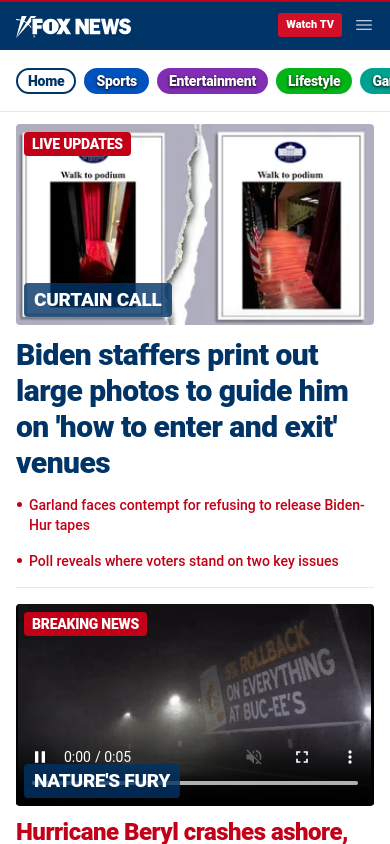 FOX NEWS
Watch TV
Home
Sports
Entertainment
Lifestyle
LIVE UPDATES
Walk to podium
Walk to podium
CURTAIN CALL
Biden staffers print out
large photos to guide him
on 'how to enter and exit'
venues
• Garland faces contempt for refusing to release Biden-
Hur tapes
• Poll reveals where voters stand on two key issues
BREAKING NEWS
ROLLBACK
ON EVERYTHING
AT BUC-EE'S
0:00 / 0:05
NATURE'S FURY
Hurricane Beryl crashes ashore,